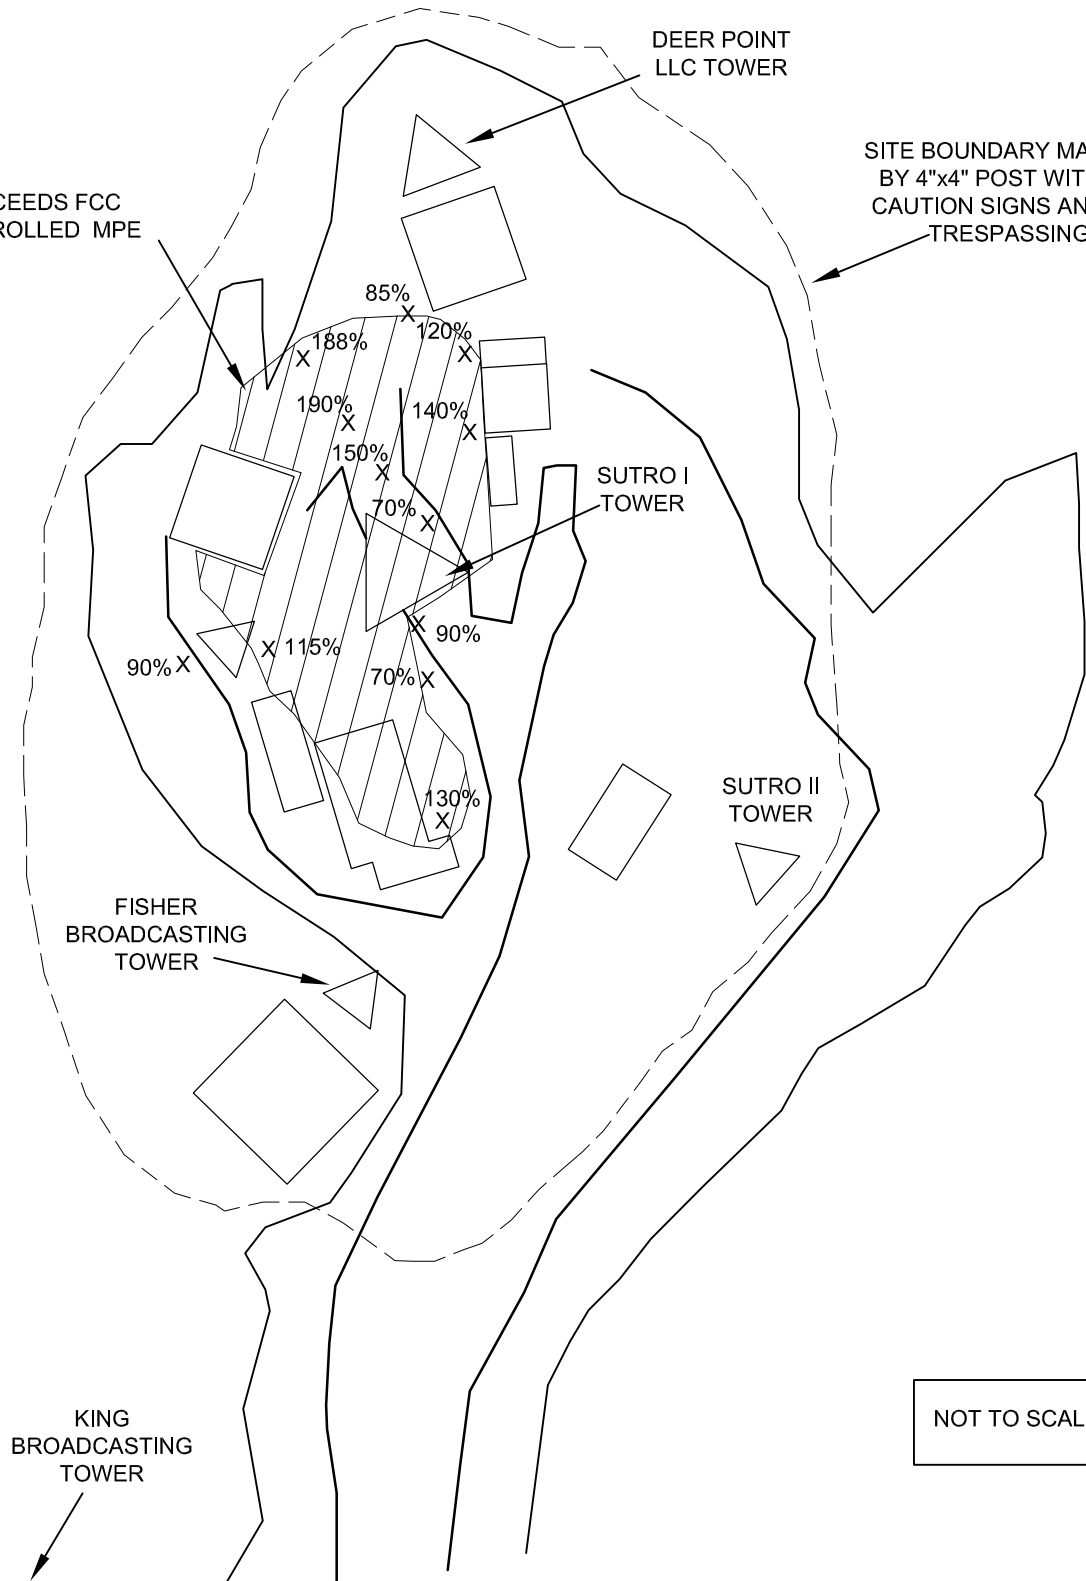 DEER POINT
LLC TOWER
SITE BOUNDARY MA
BY 4"x4" POST WIT
CAUTION SIGNS AN
TRESPASSING
CEEDS FCC
ROLLED MPE
85%
120%
188%
190%
140%
150%
70%
SUTRO I
TOWER
90%
115%
90%
70%
130%
SUTRO II
TOWER
FISHER
BROADCASTING
TOWER
KING
BROADCASTING
TOWER
NOT TO SCAL